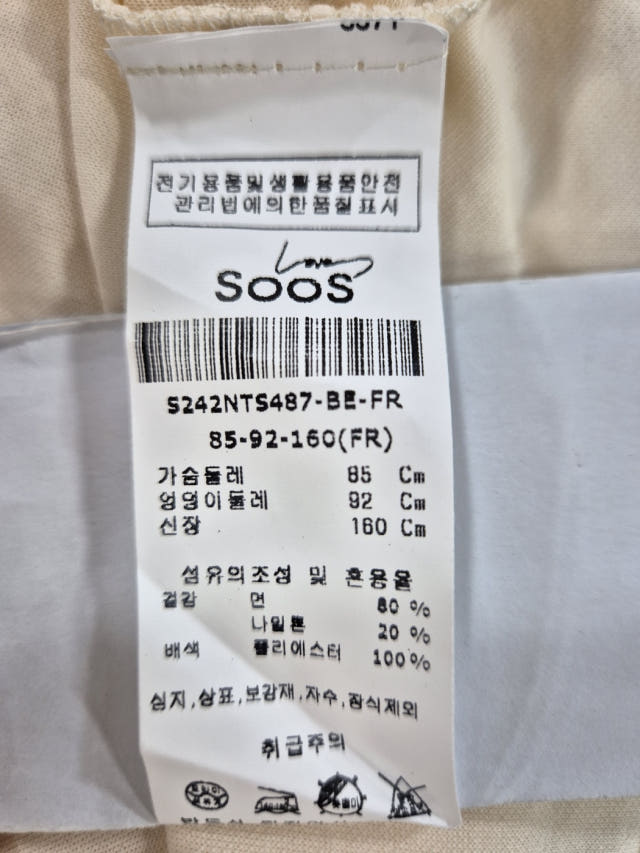 전기용품및생활용품안전
관리법에의한품질표시
Love
SOOS
S242NTS487-BE-FR
85-92-160(FR)
가슴둘레 85 Cm
엉덩이둘레 92 Cm
신장 160 Cm
섬유의조성 및 혼용율
겉감 면 80 %
나일론 20 %
배색 폴리에스터 100 %
심지,상표,보강재,자수,장식제외
취급주의